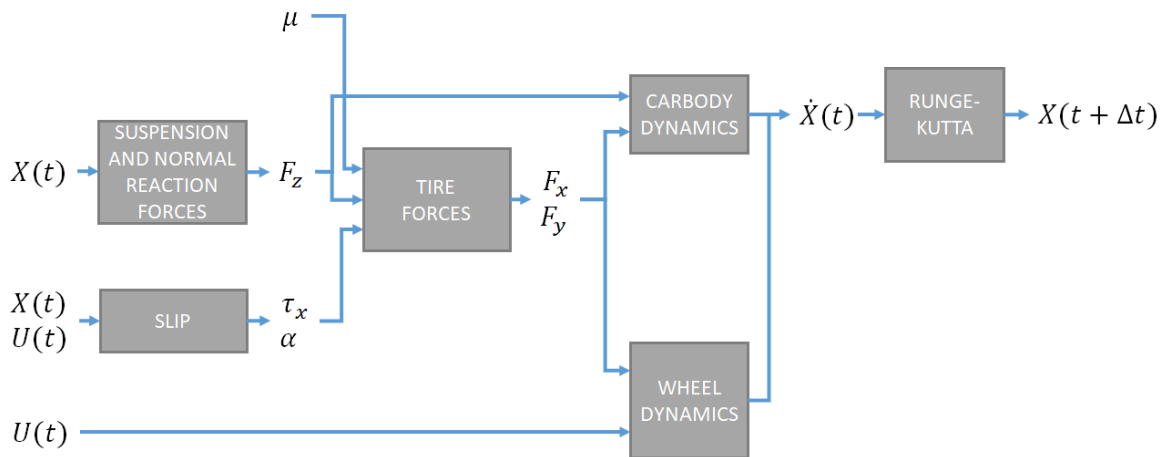 μ
X(t)
SUSPENSION
AND NORMAL
REACTION
FORCES
F_z
TIRE
FORCES
F_x
F_y
CARBODY
DYNAMICS
Ẋ(t)
RUNGE-
KUTTA
X(t + Δt)
X(t)
U(t)
SLIP
τ_x
α
WHEEL
DYNAMICS
U(t)